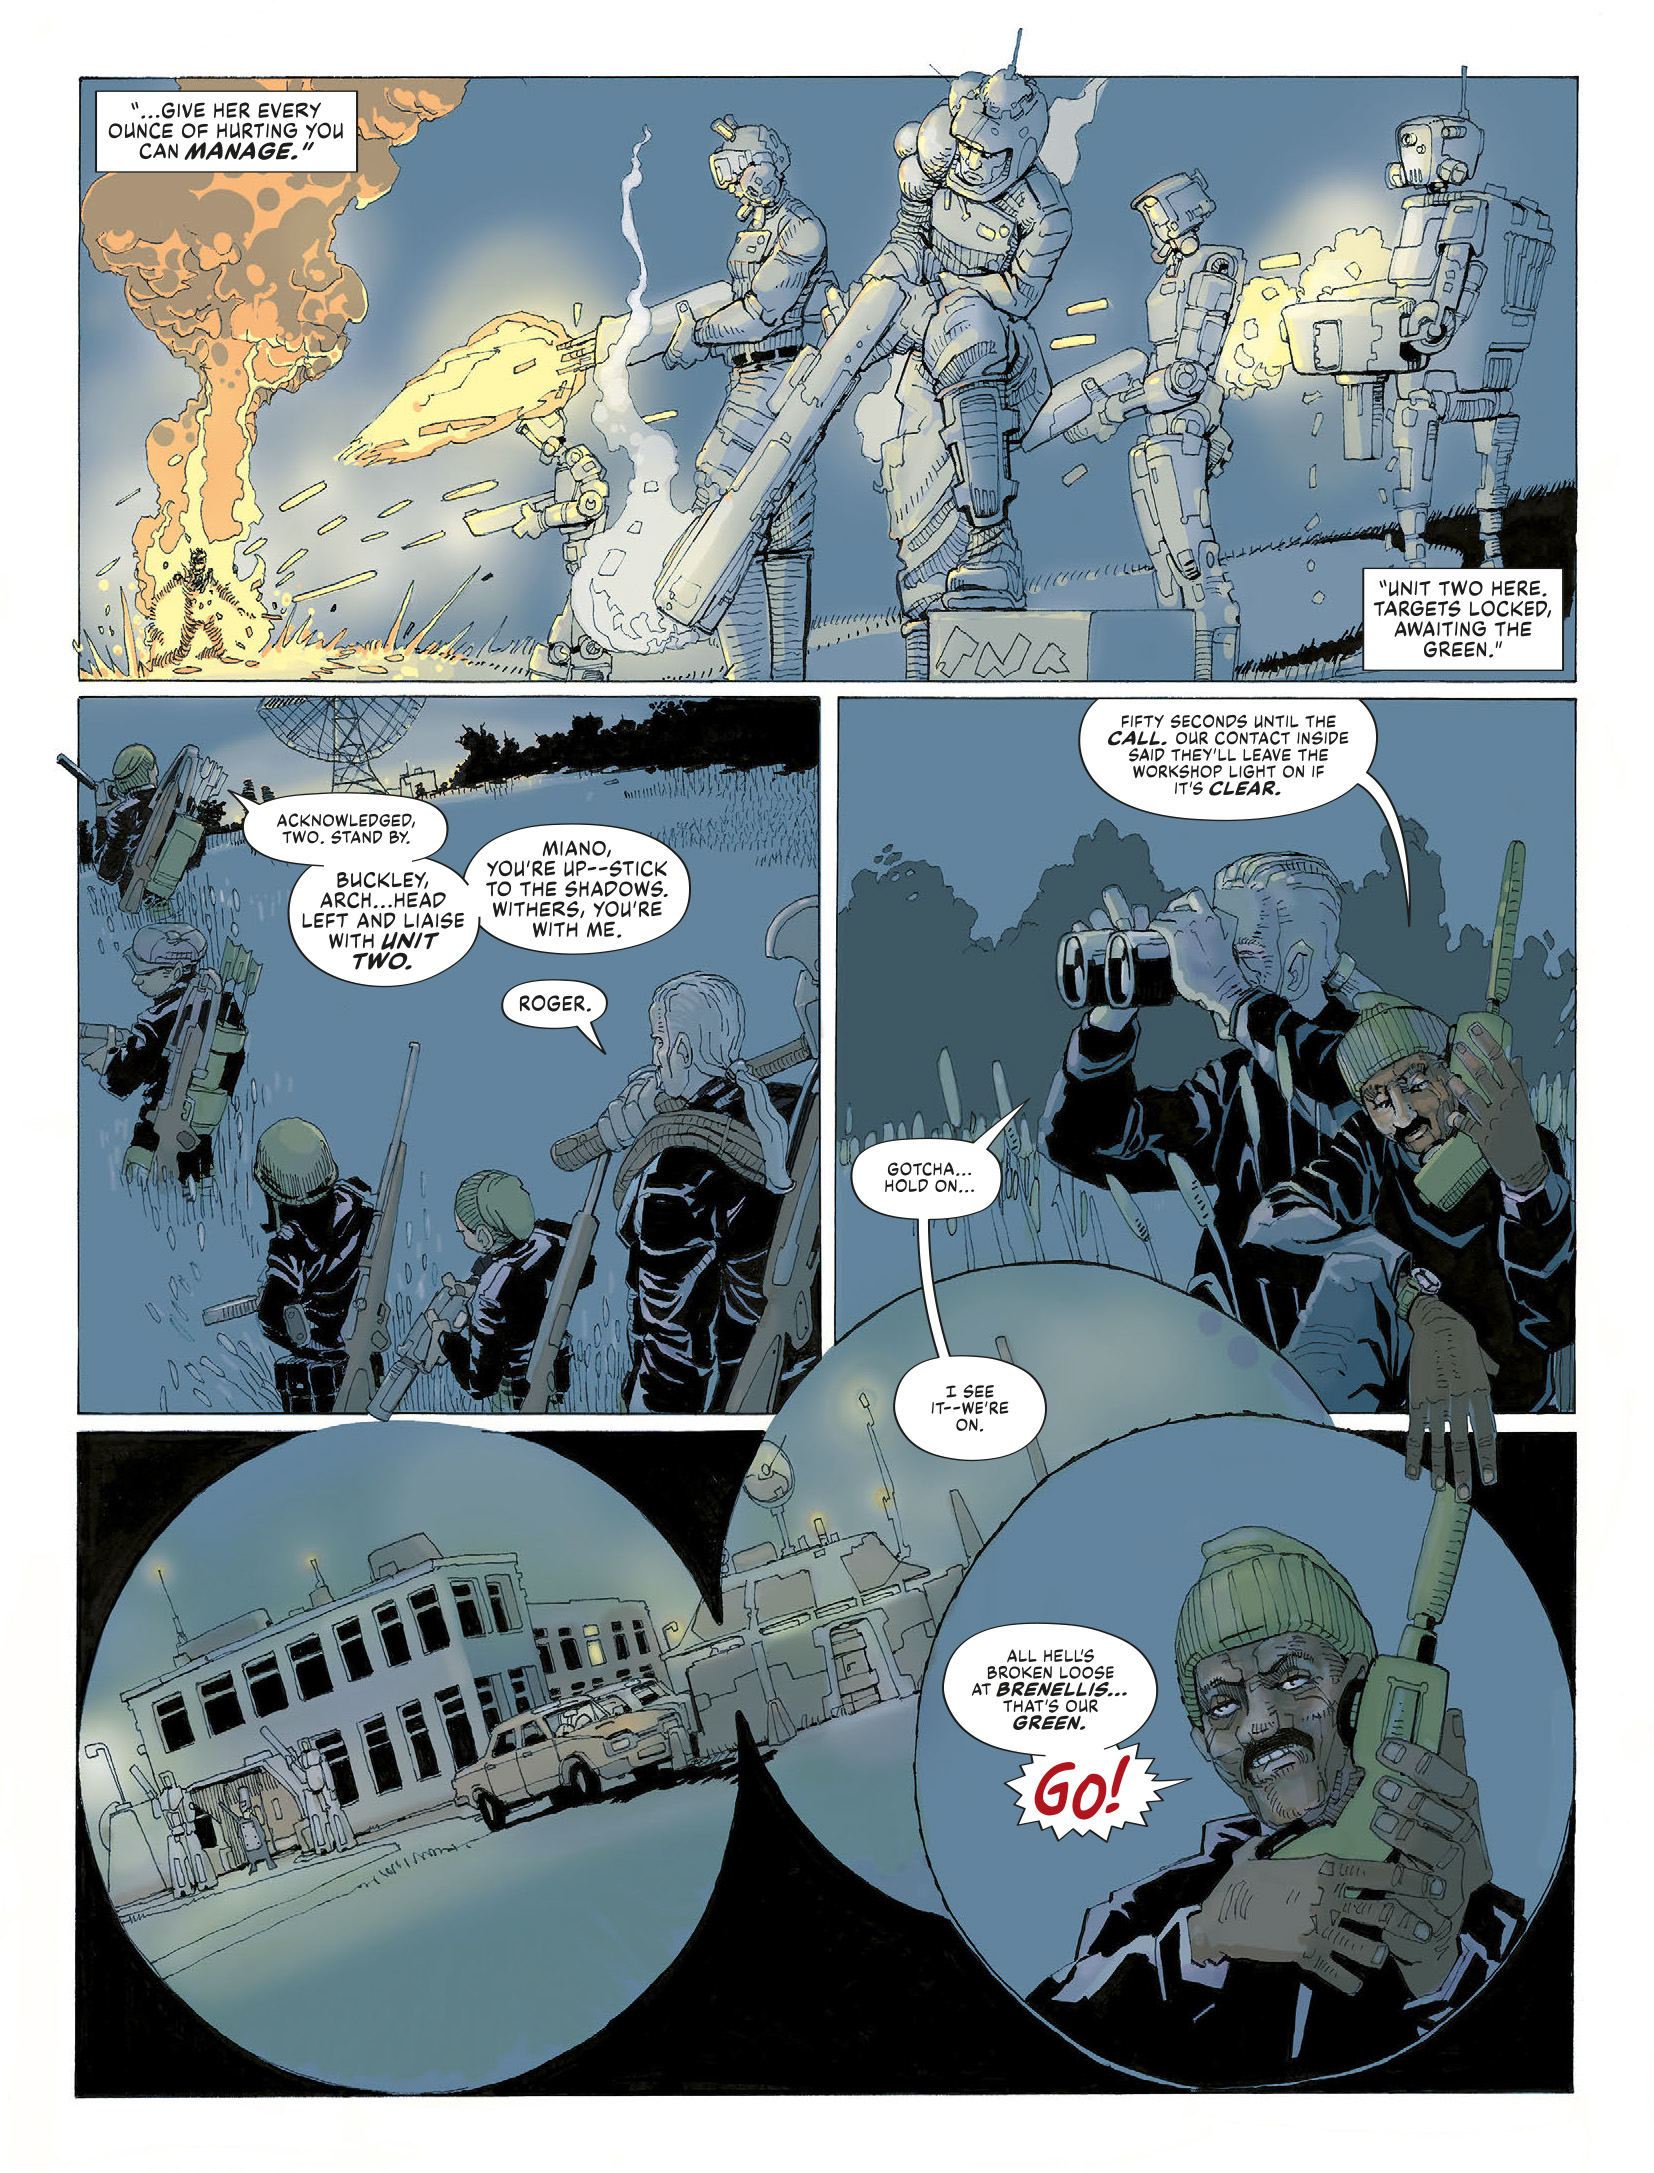 "...GIVE HER EVERY
OUNCE OF HURTING YOU
CAN MANAGE."
"UNIT TWO HERE.
TARGETS LOCKED,
AWAITING THE
GREEN."
ACKNOWLEDGED,
TWO. STAND BY.
BUCKLEY,
ARCH...HEAD
LEFT AND LIAISE
WITH UNIT
TWO.
MIANO,
YOU'RE UP--STICK
TO THE SHADOWS.
WITHERS, YOU'RE
WITH ME.
ROGER.
FIFTY SECONDS UNTIL THE
CALL. OUR CONTACT INSIDE
SAID THEY'LL LEAVE THE
WORKSHOP LIGHT ON IF
IT'S CLEAR.
GOTCHA...
HOLD ON...
I SEE
IT--WE'RE
ON.
ALL HELL'S
BROKEN LOOSE
AT BRENELLIS...
THAT'S OUR
GREEN.
GO!